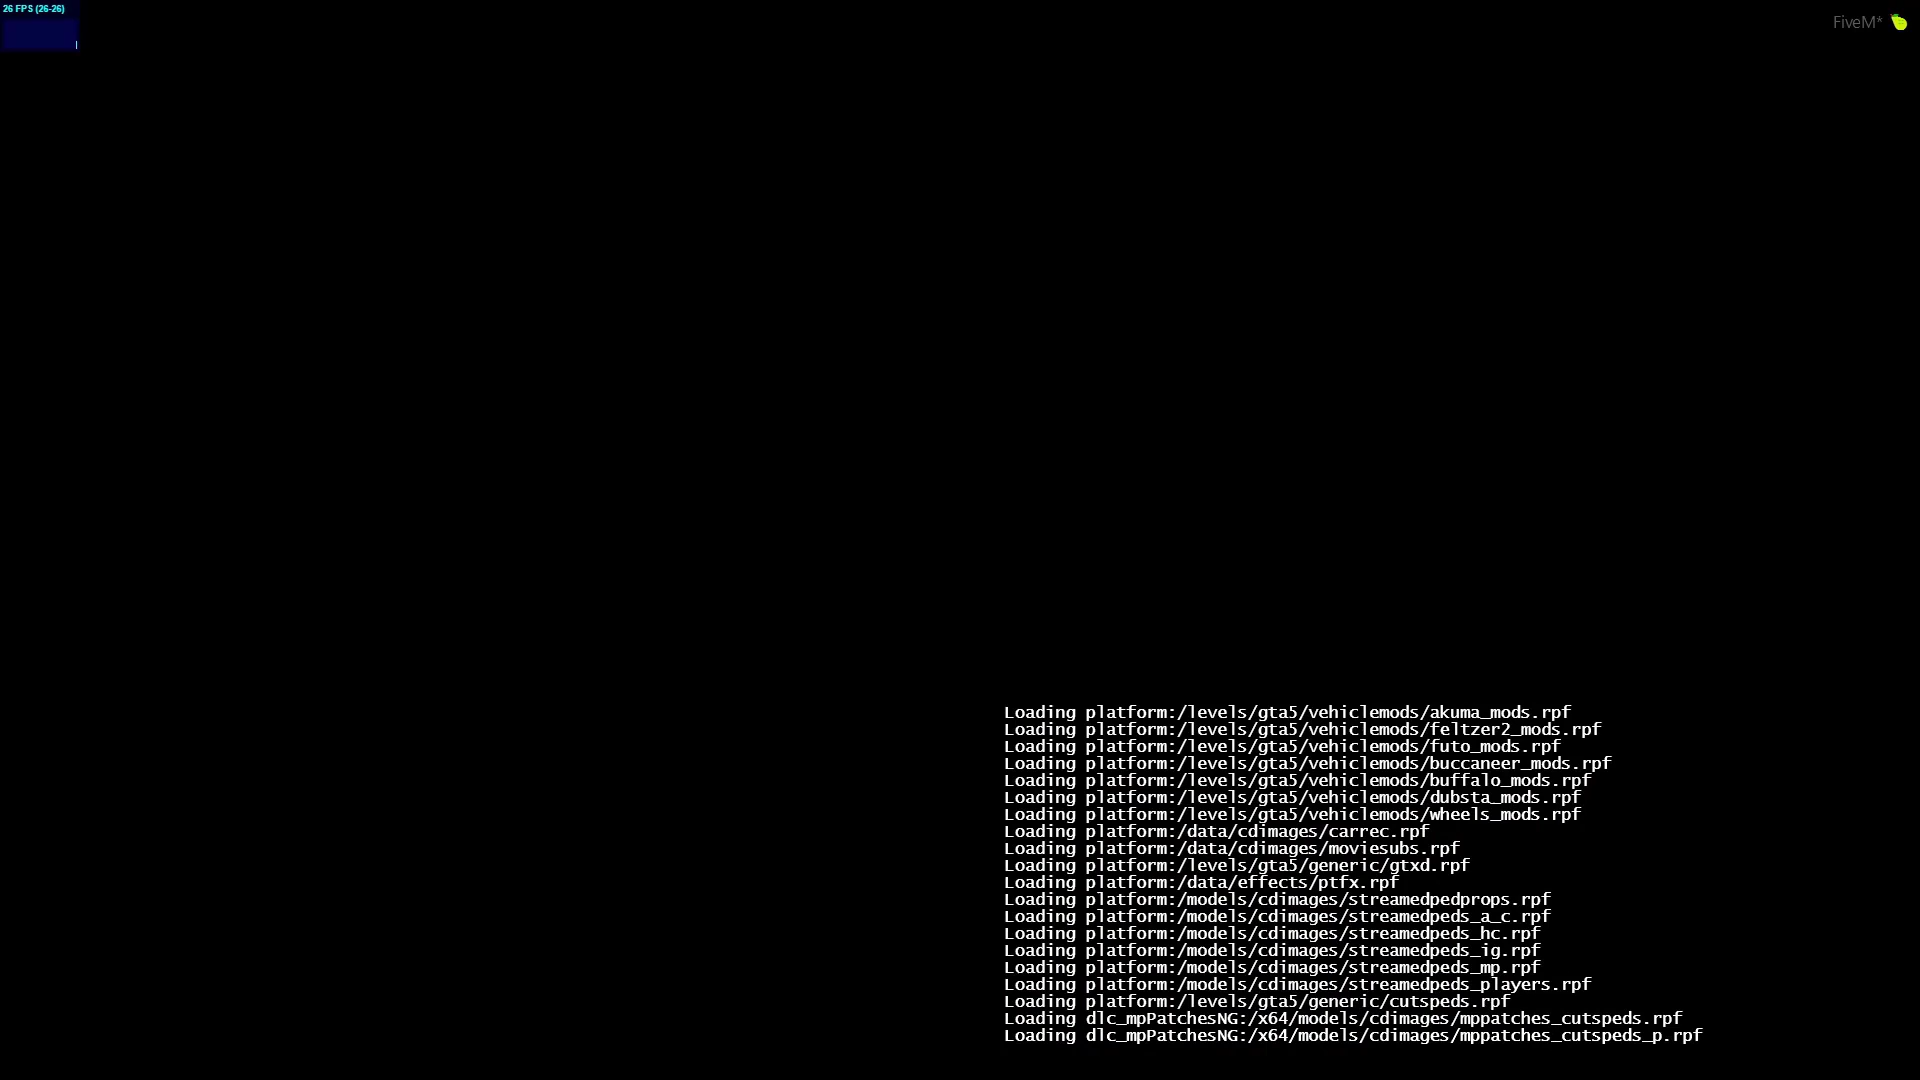 26 FPS (26-26)
FiveM*
Loading platform:/levels/gta5/vehiclemods/akuma_mods.rpf
Loading platform:/levels/gta5/vehiclemods/feltzer2_mods.rpf
Loading platform:/levels/gta5/vehiclemods/futo_mods.rpf
Loading platform:/levels/gta5/vehiclemods/buccaneer_mods.rpf
Loading platform:/levels/gta5/vehiclemods/buffalo_mods.rpf
Loading platform:/levels/gta5/vehiclemods/dubsta_mods.rpf
Loading platform:/levels/gta5/vehiclemods/wheels_mods.rpf
Loading platform:/data/cdimages/carrec.rpf
Loading platform:/data/cdimages/moviesubs.rpf
Loading platform:/levels/gta5/generic/gtxd.rpf
Loading platform:/data/effects/ptfx.rpf
Loading platform:/models/cdimages/streamedpedprops.rpf
Loading platform:/models/cdimages/streamedpeds_a_c.rpf
Loading platform:/models/cdimages/streamedpeds_hc.rpf
Loading platform:/models/cdimages/streamedpeds_ig.rpf
Loading platform:/models/cdimages/streamedpeds_mp.rpf
Loading platform:/models/cdimages/streamedpeds_players.rpf
Loading platform:/levels/gta5/generic/cutspeds.rpf
Loading dlc_mpPatchesNG:/x64/models/cdimages/mppatches_cutspeds.rpf
Loading dlc_mpPatchesNG:/x64/models/cdimages/mppatches_cutspeds_p.rpf